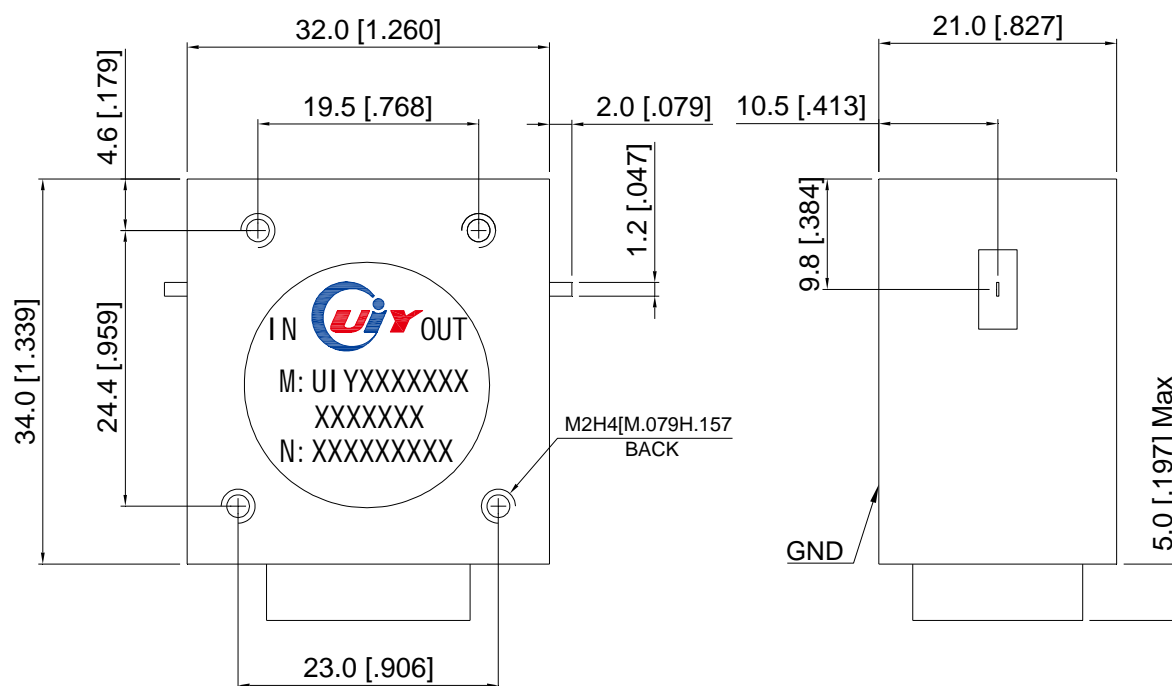 32.0 [1.260]
21.0 [.827]
4.6 [.179]
19.5 [.768]
2.0 [.079]
10.5 [.413]
1.2 [.047]
9.8 [.384]
34.0 [1.339]
24.4 [.959]
IN UiY OUT
M: UIYXXXXXXX
XXXXXXX
N: XXXXXXXXX
M2H4[M.079H.157
BACK
GND
5.0 [.197] Max
23.0 [.906]